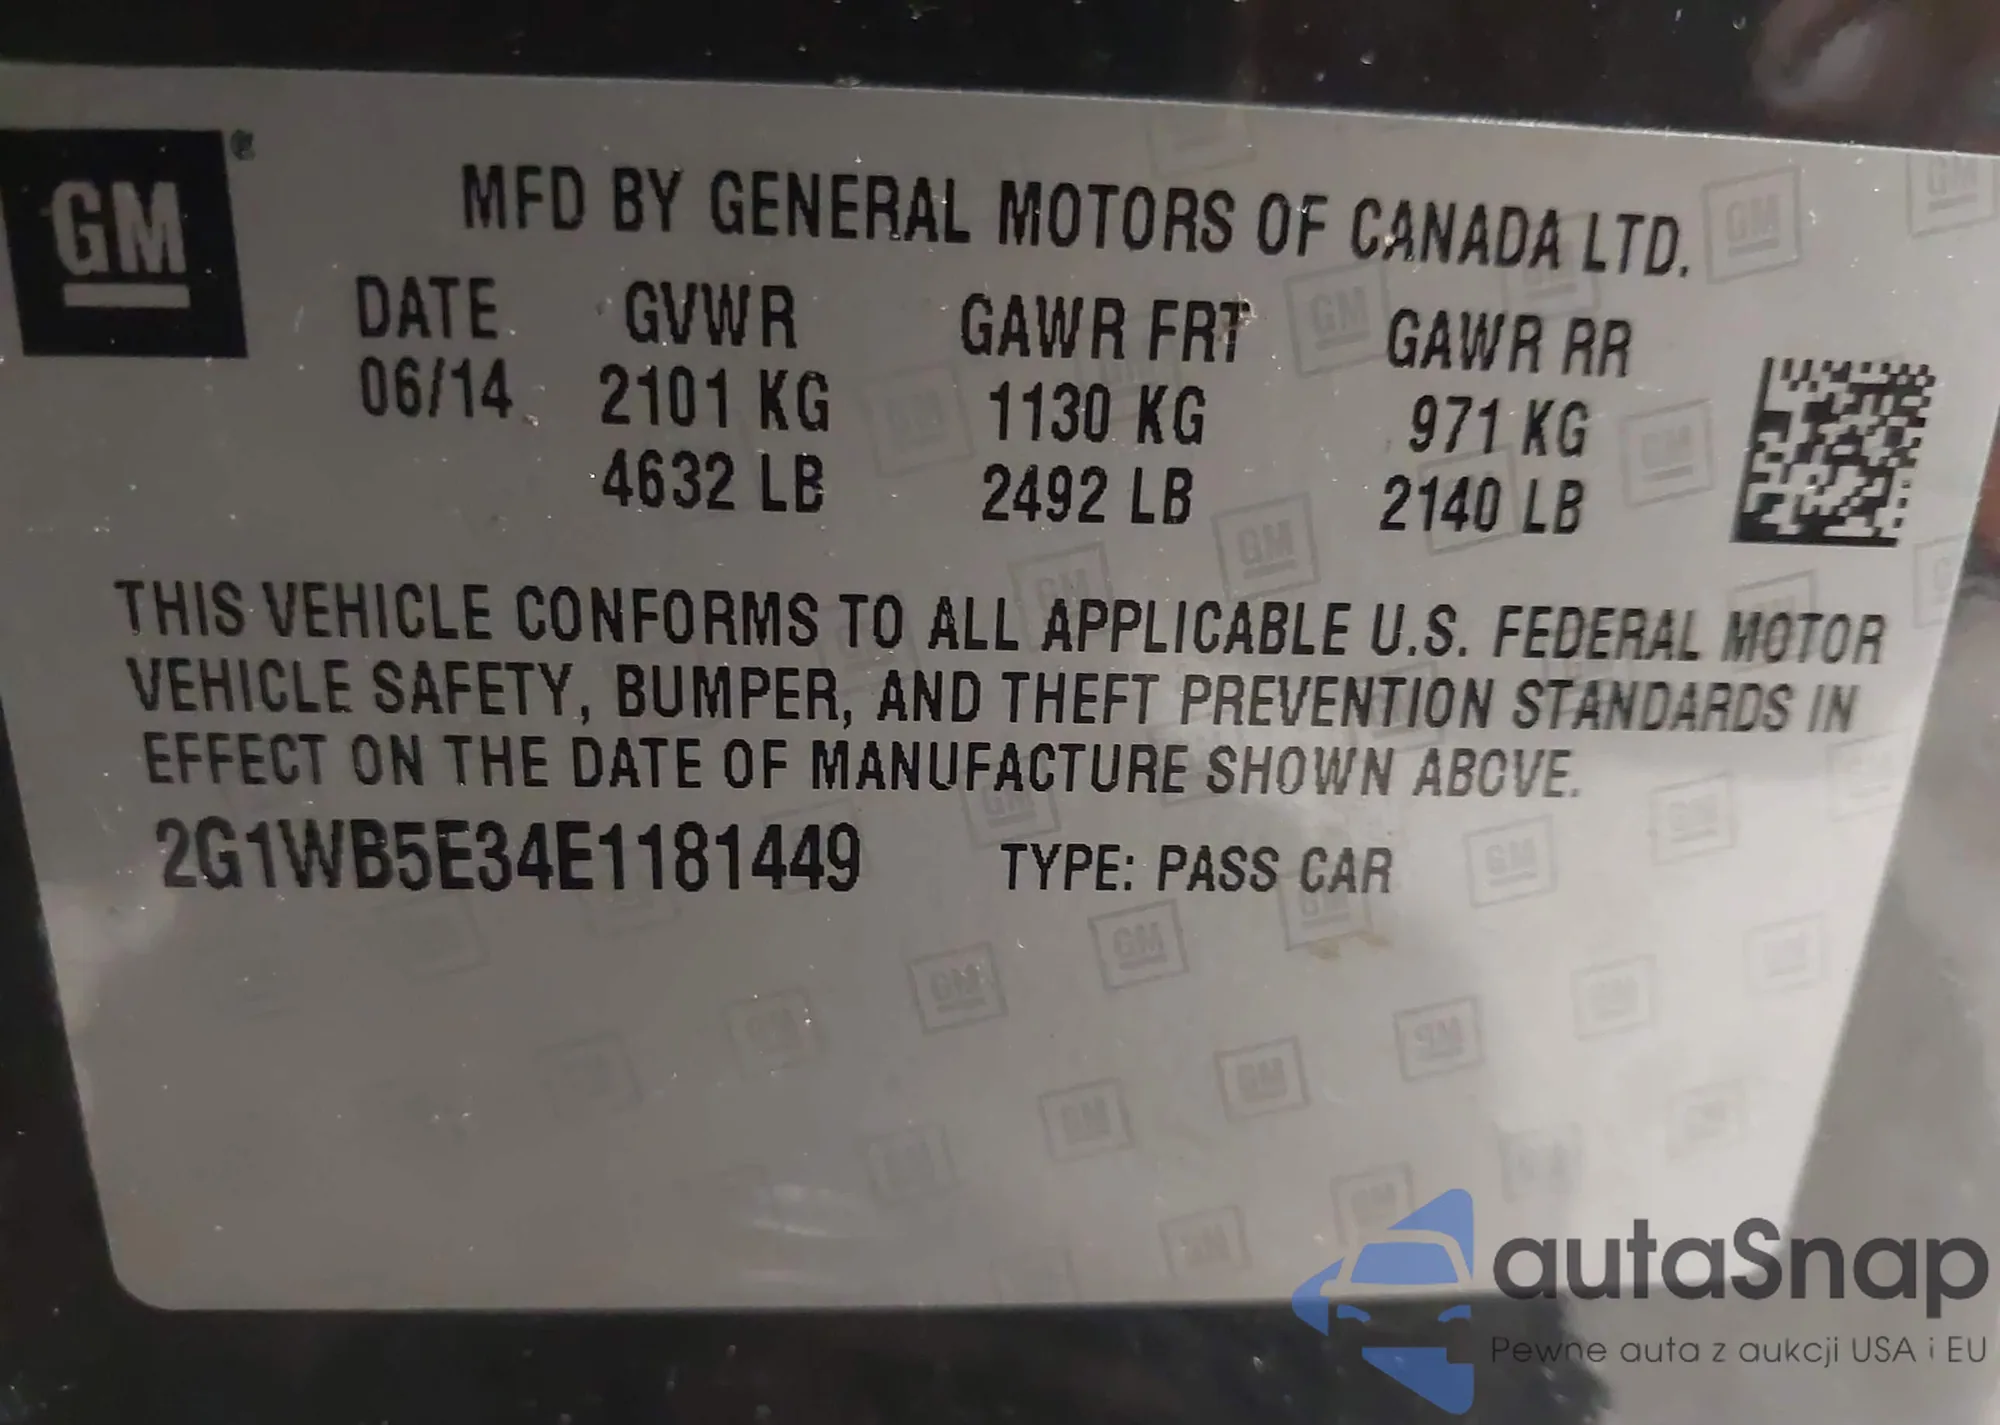 GM®
MFD BY GENERAL MOTORS OF CANADA LTD.
DATE GVWR GAWR FRT GAWR RR
06/14 2101 KG 1130 KG 971 KG
4632 LB 2492 LB 2140 LB
THIS VEHICLE CONFORMS TO ALL APPLICABLE U.S. FEDERAL MOTOR
VEHICLE SAFETY, BUMPER, AND THEFT PREVENTION STANDARDS IN
EFFECT ON THE DATE OF MANUFACTURE SHOWN ABOVE.
2G1WB5E34E1181449 TYPE: PASS CAR
autaSnap
Pewne auta z aukcji USA i EU